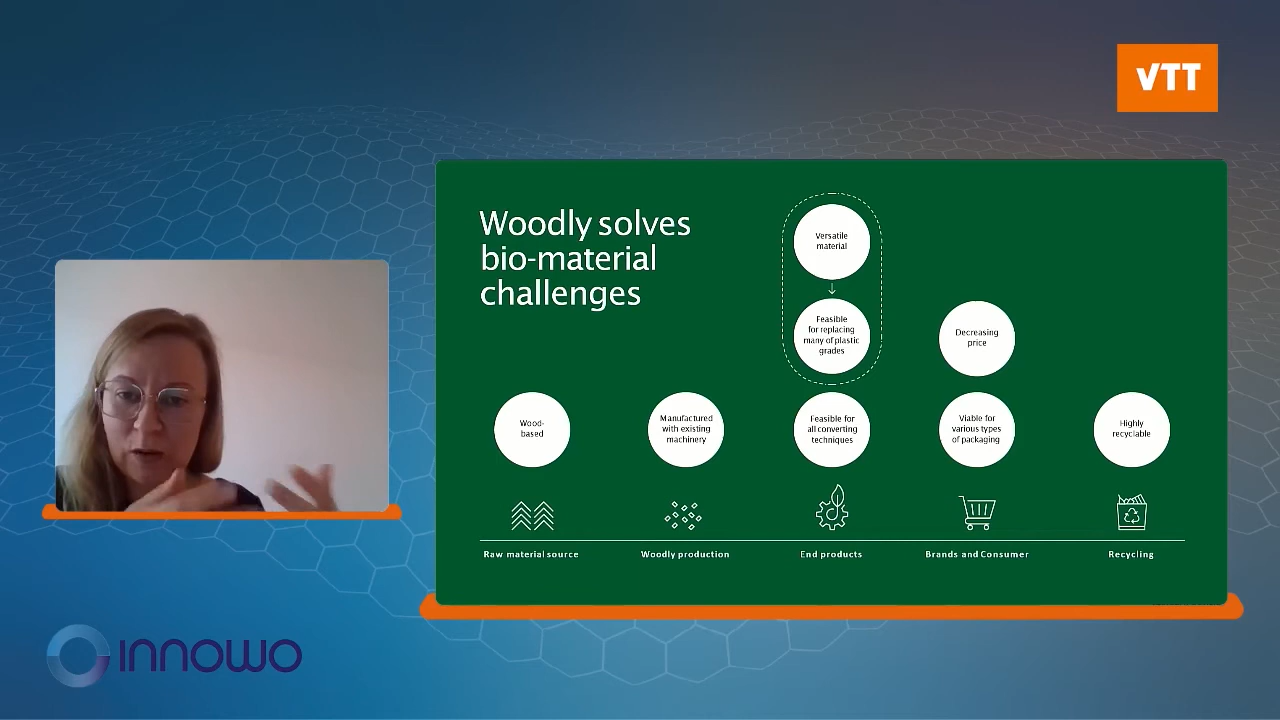 VTT
Woodly solves
bio-material
challenges
Versatile
material
Feasible
for replacing
many of plastic
grades
Decreasing
price
Wood-
based
Manufactured
with existing
machinery
Feasible for
all converting
techniques
Viable for
various types
of packaging
Highly
recyclable
Raw material source
Woodly production
End products
Brands and Consumer
Recycling
INNOWO